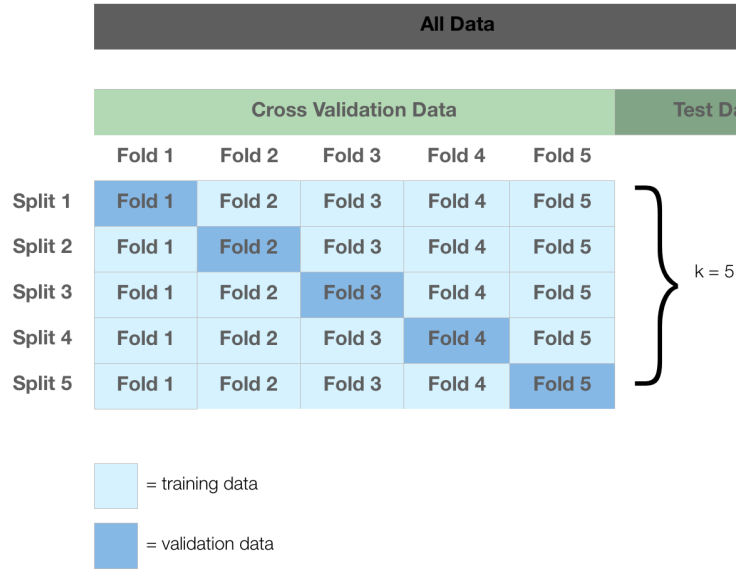 All Data
Cross Validation Data Test Da
Fold 1 Fold 2 Fold 3 Fold 4 Fold 5
Split 1 Fold 1 Fold 2 Fold 3 Fold 4 Fold 5
Split 2 Fold 1 Fold 2 Fold 3 Fold 4 Fold 5
k = 5
Split 3 Fold 1 Fold 2 Fold 3 Fold 4 Fold 5
Split 4 Fold 1 Fold 2 Fold 3 Fold 4 Fold 5
Split 5 Fold 1 Fold 2 Fold 3 Fold 4 Fold 5
= training data
= validation data